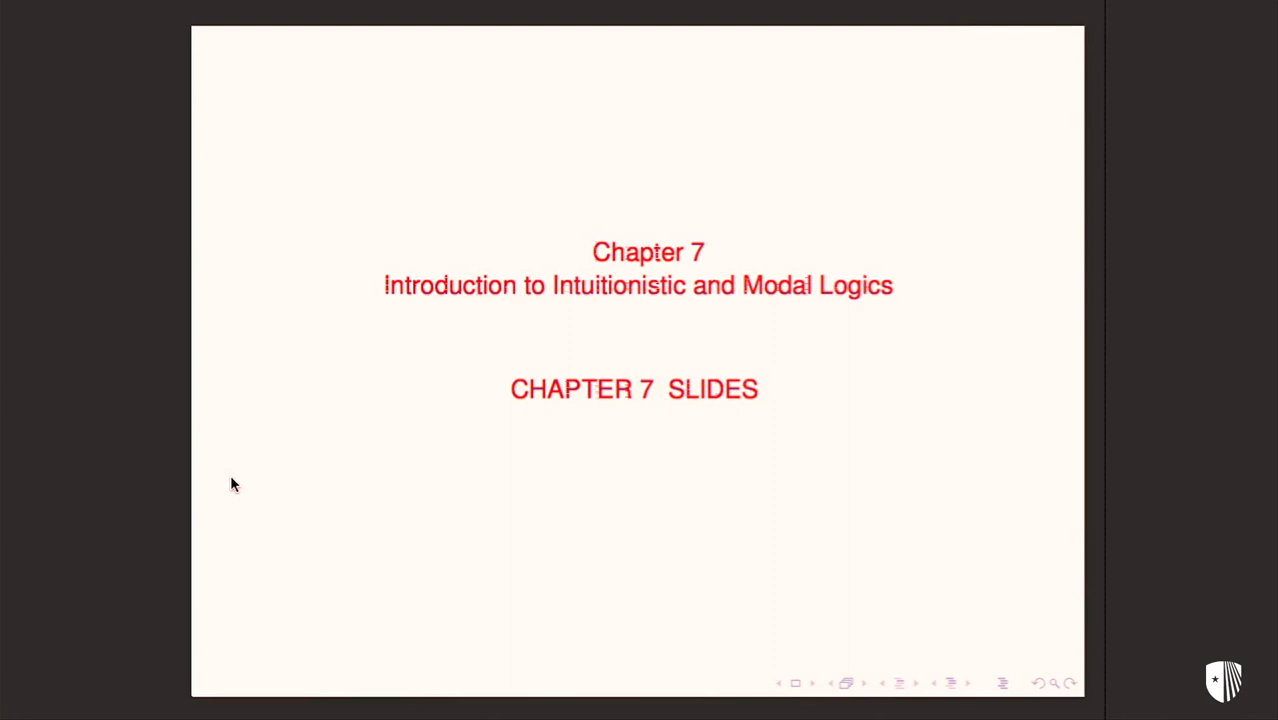 Chapter 7
Introduction to Intuitionistic and Modal Logics
CHAPTER 7 SLIDES